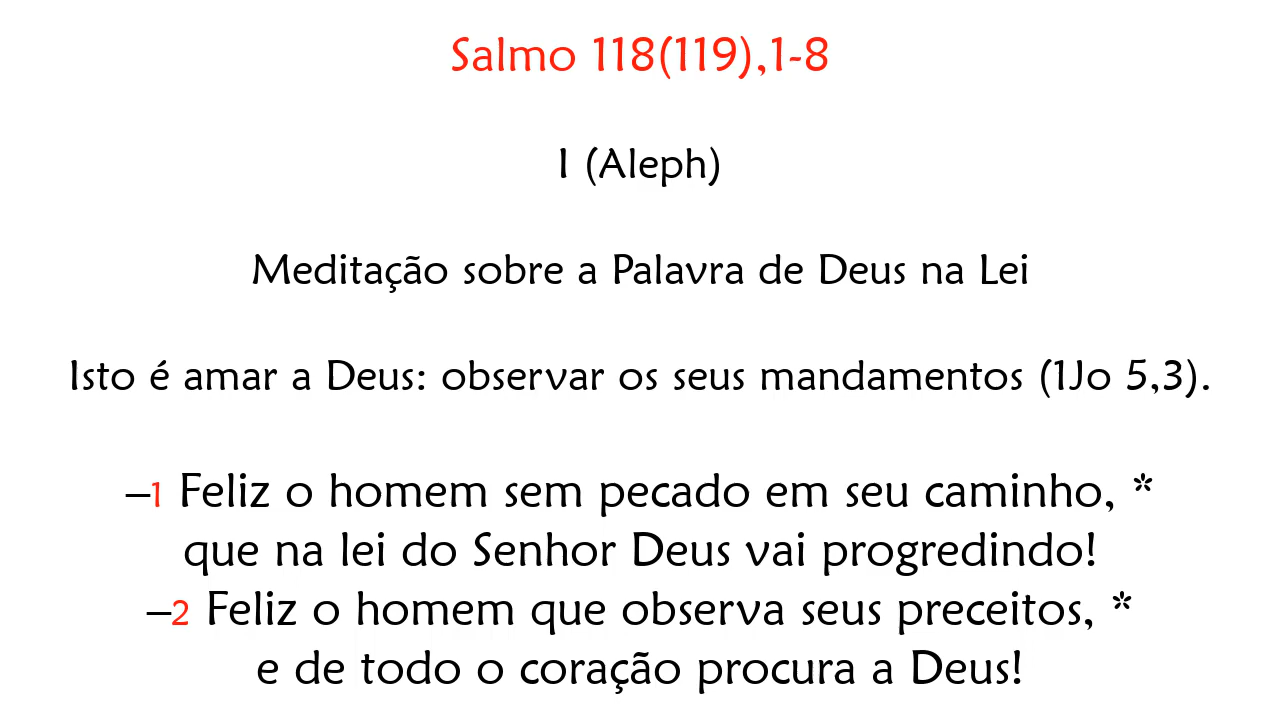 Salmo 118(119),1-8
I (Aleph)
Meditação sobre a Palavra de Deus na Lei
Isto é amar a Deus: observar os seus mandamentos (1Jo 5,3).
–1 Feliz o homem sem pecado em seu caminho, *
que na lei do Senhor Deus vai progredindo!
–2 Feliz o homem que observa seus preceitos, *
e de todo o coração procura a Deus!